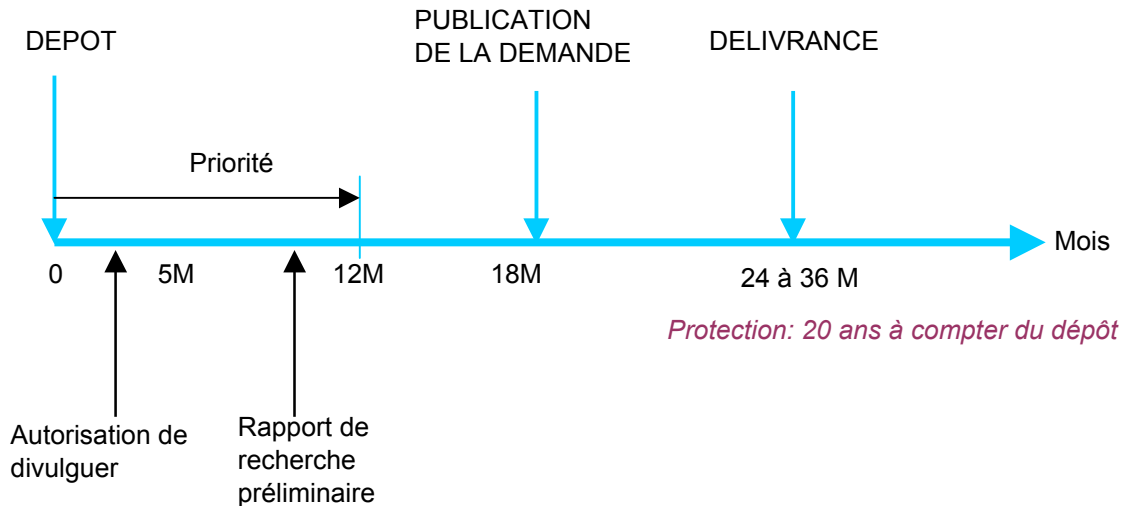 DEPOT
PUBLICATION
DE LA DEMANDE
DELIVRANCE
Priorité
Mois
0
5M
12M
18M
24 à 36 M
Protection: 20 ans à compter du dépôt
Autorisation de
divulguer
Rapport de
recherche
préliminaire